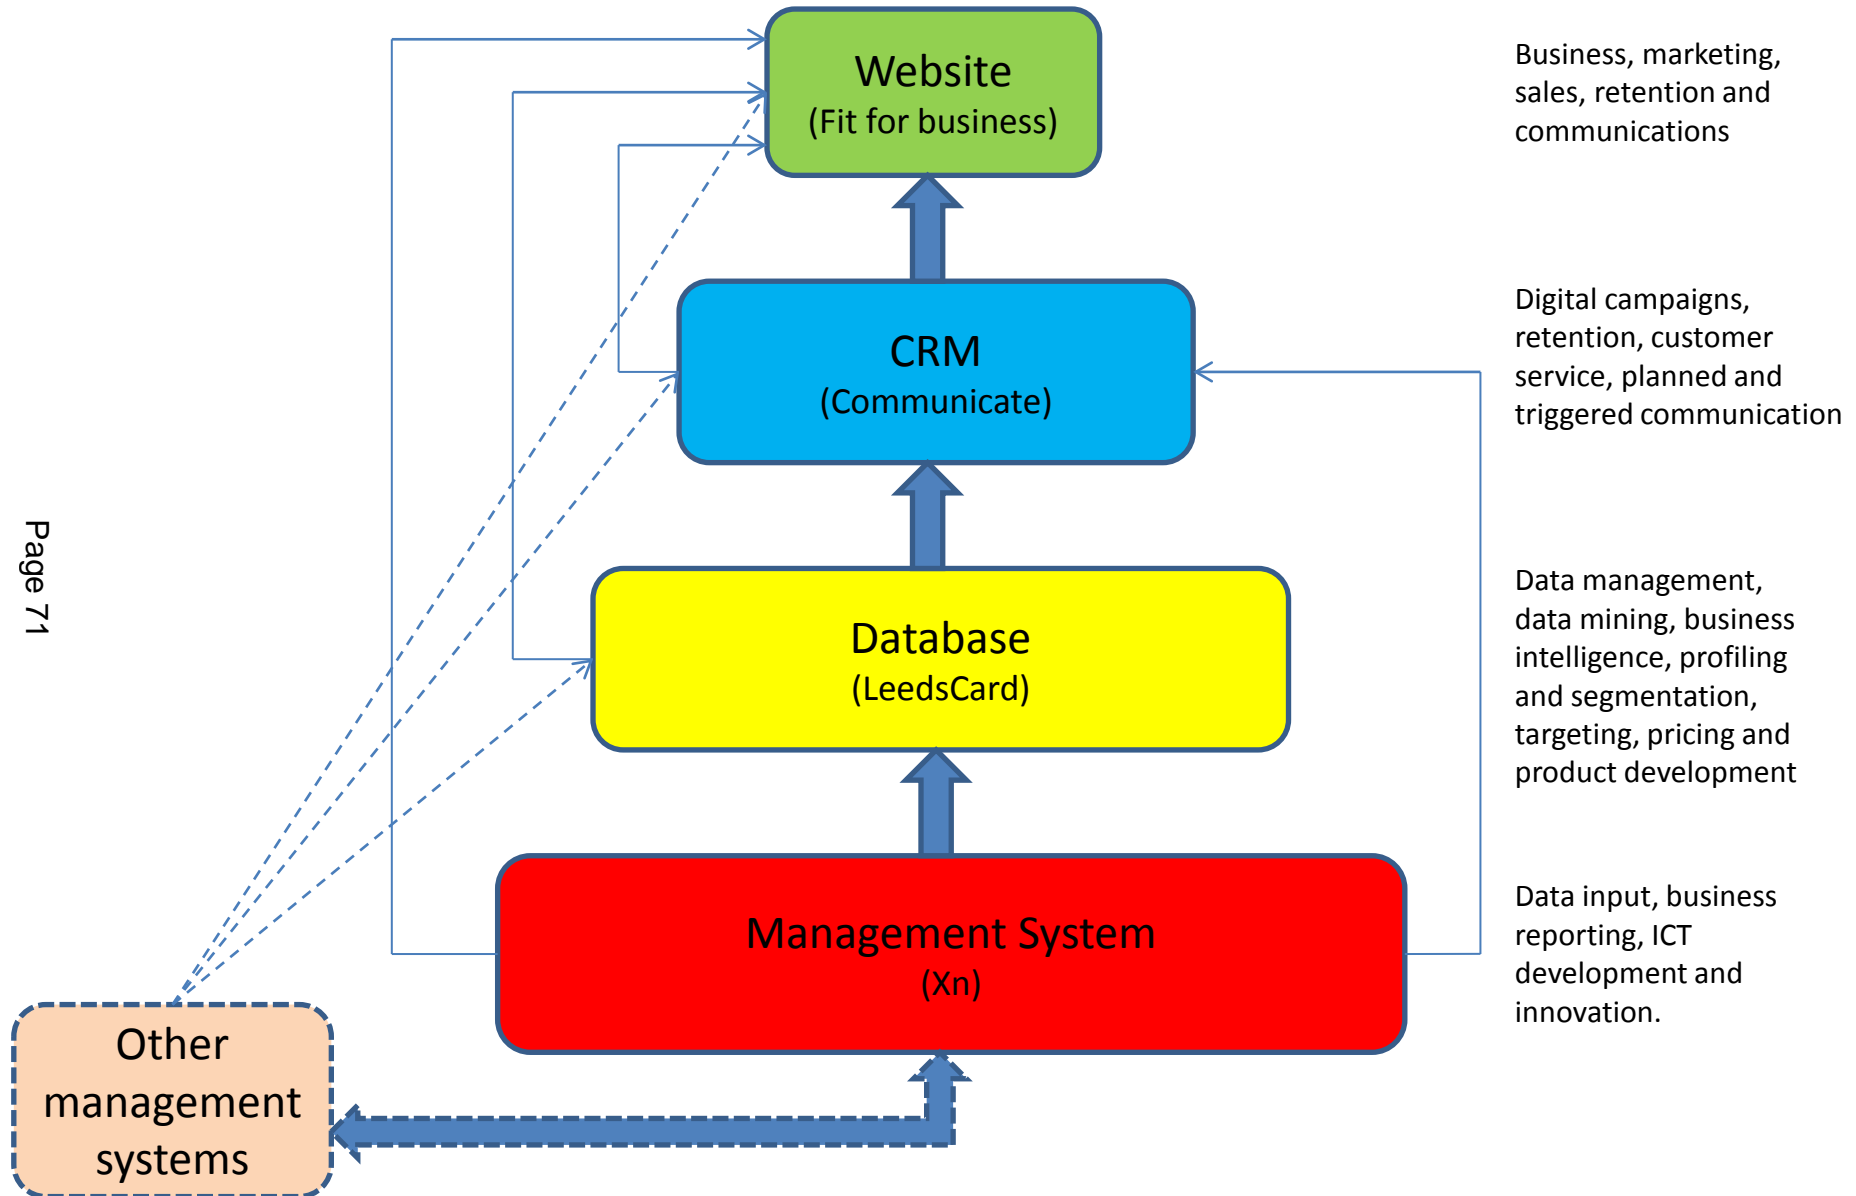 Website
(Fit for business)
Business, marketing,
sales, retention and
communications
CRM
(Communicate)
Digital campaigns,
retention, customer
service, planned and
triggered communication
Page 71
Database
(LeedsCard)
Data management,
data mining, business
intelligence, profiling
and segmentation,
targeting, pricing and
product development
Management System
(Xn)
Data input, business
reporting, ICT
development and
innovation.
Other
management
systems